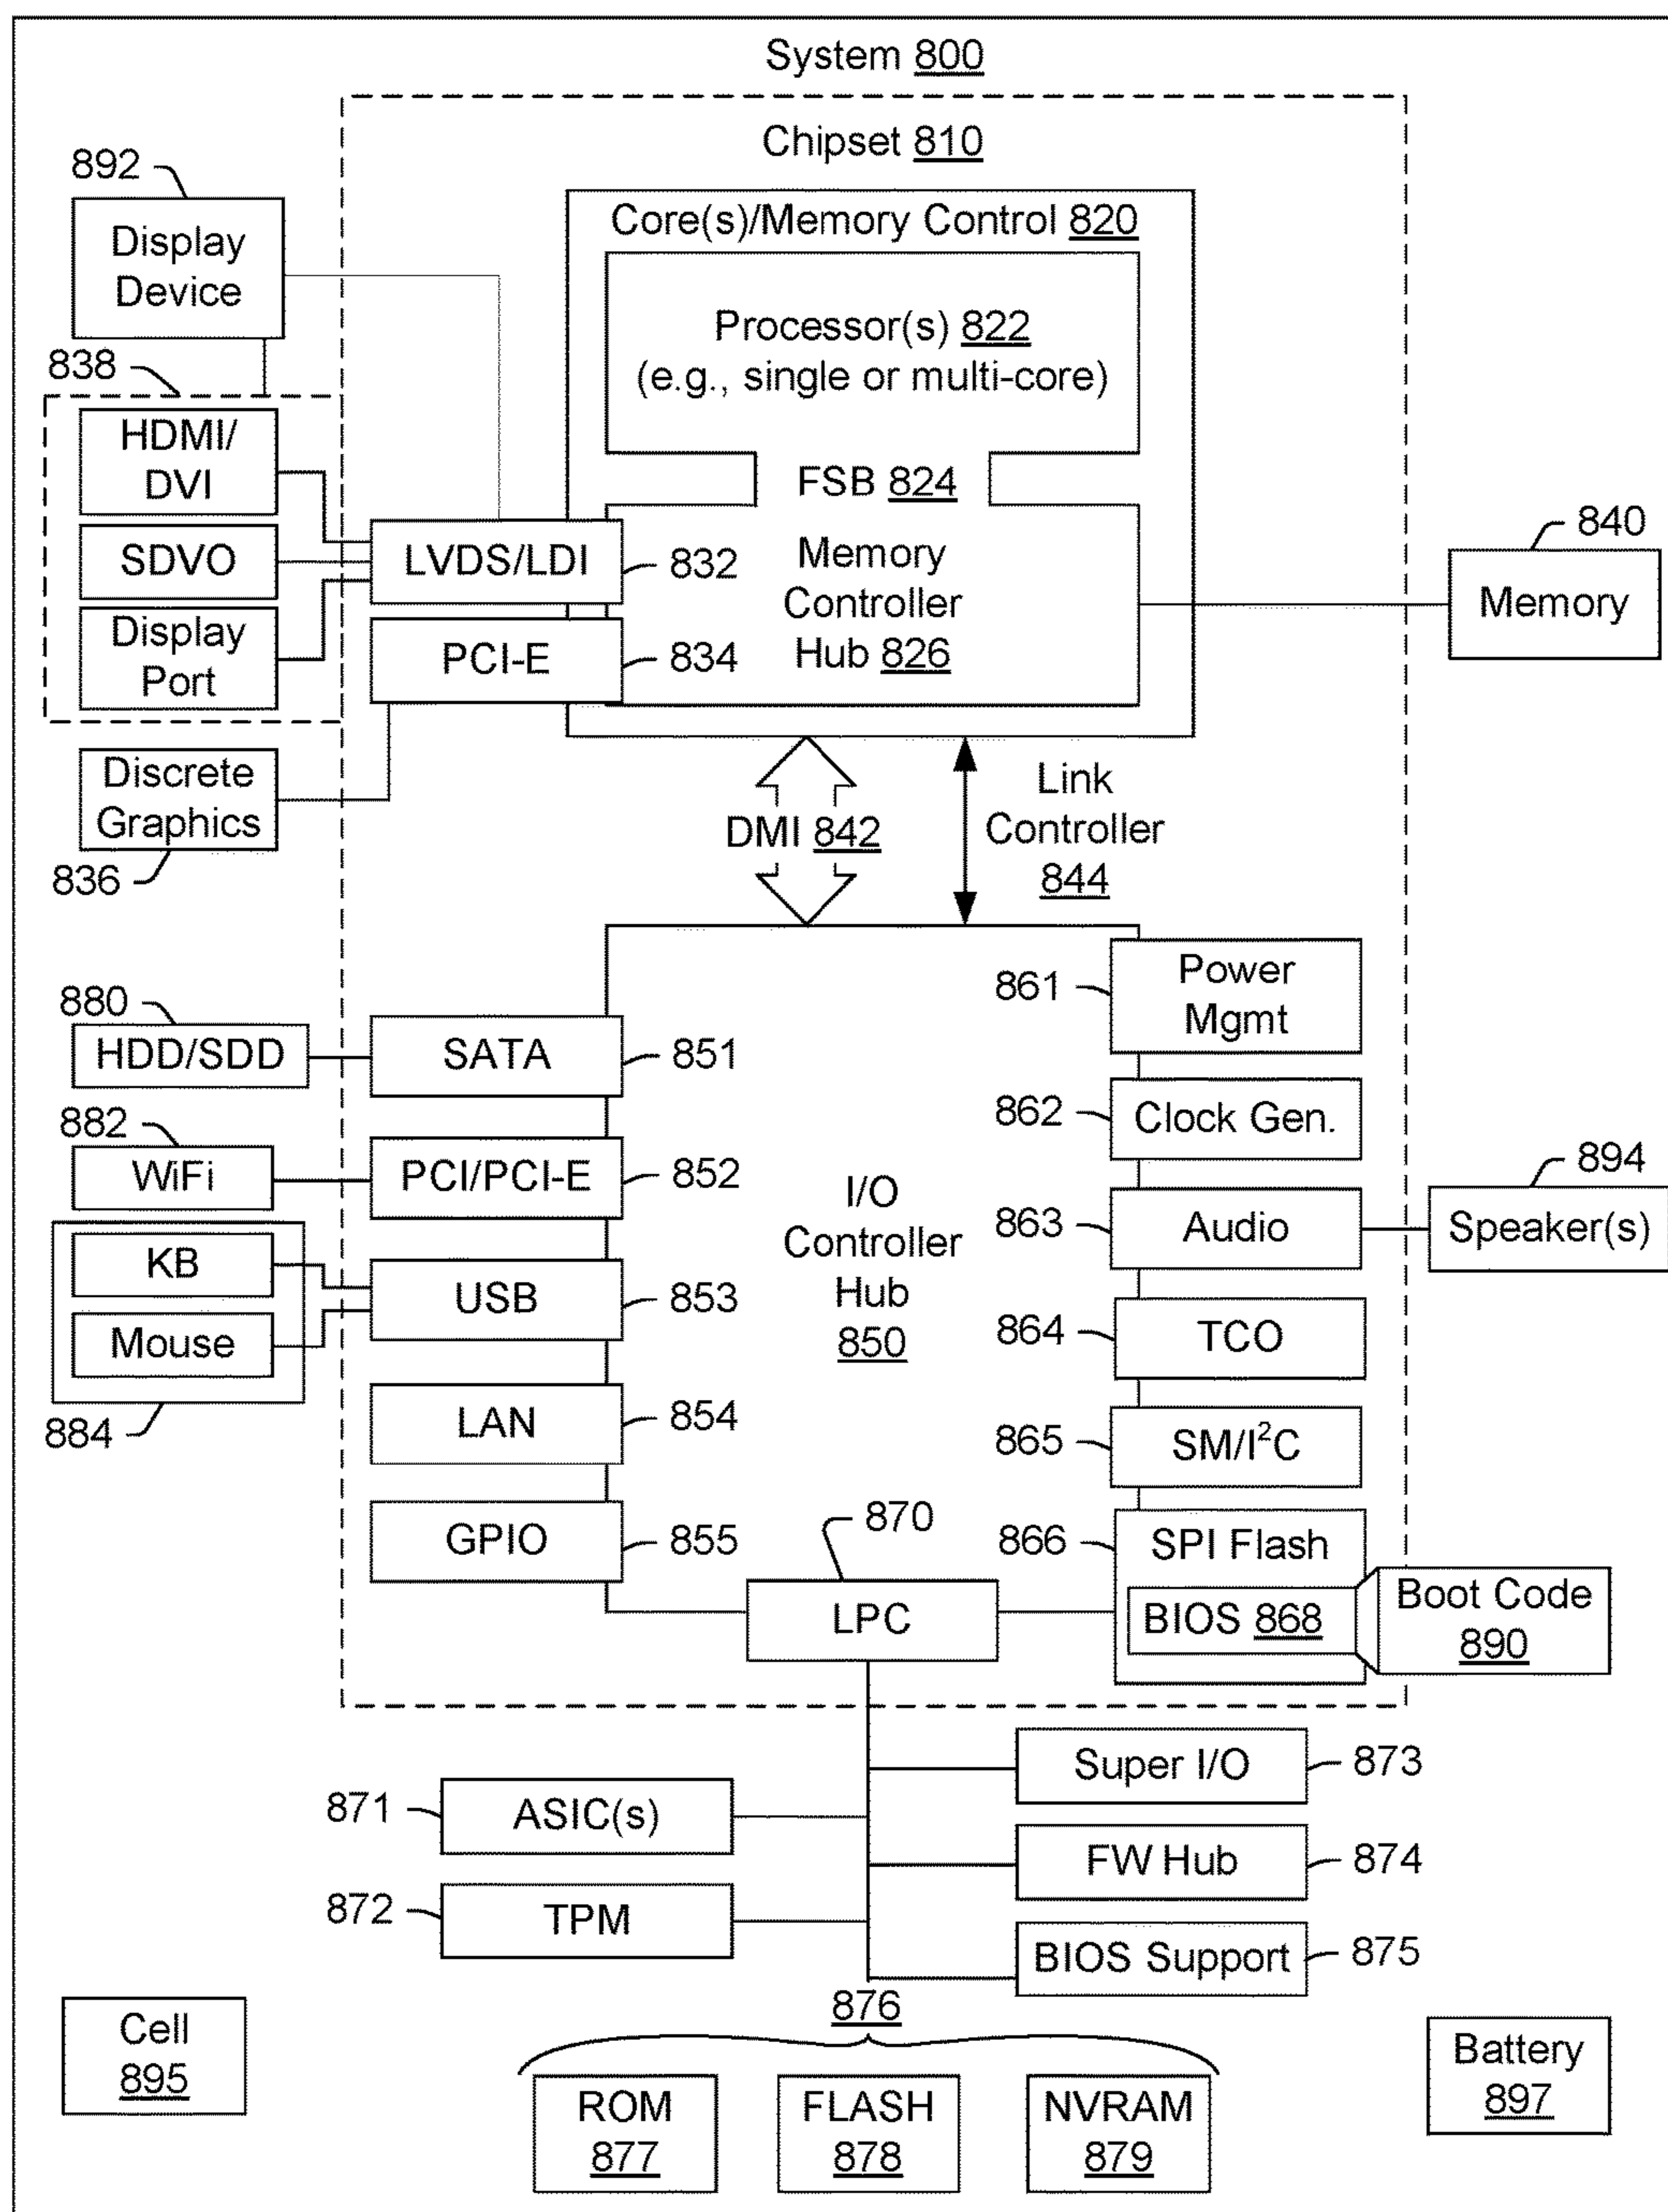 System 800
Chipset 810
892
Display
Device
Core(s)/Memory Control 820
Processor(s) 822
(e.g., single or multi-core)
838
HDMI/
DVI
SDVO
Display
Port
FSB 824
LVDS/LDI
832
PCI-E
834
Memory
Controller
Hub 826
840
Memory
Discrete
Graphics
836
DMI 842
Link
Controller
844
880
HDD/SDD
882
WiFi
KB
Mouse
884
SATA
851
PCI/PCI-E
852
USB
853
LAN
854
GPIO
855
I/O
Controller
Hub
850
861
Power
Mgmt
862
Clock Gen.
863
Audio
894
Speaker(s)
864
TCO
865
SM/I²C
866
SPI Flash
BIOS 868
Boot Code
890
870
LPC
871
ASIC(s)
872
TPM
Super I/O
873
FW Hub
874
BIOS Support
875
876
Cell
895
ROM
877
FLASH
878
NVRAM
879
Battery
897